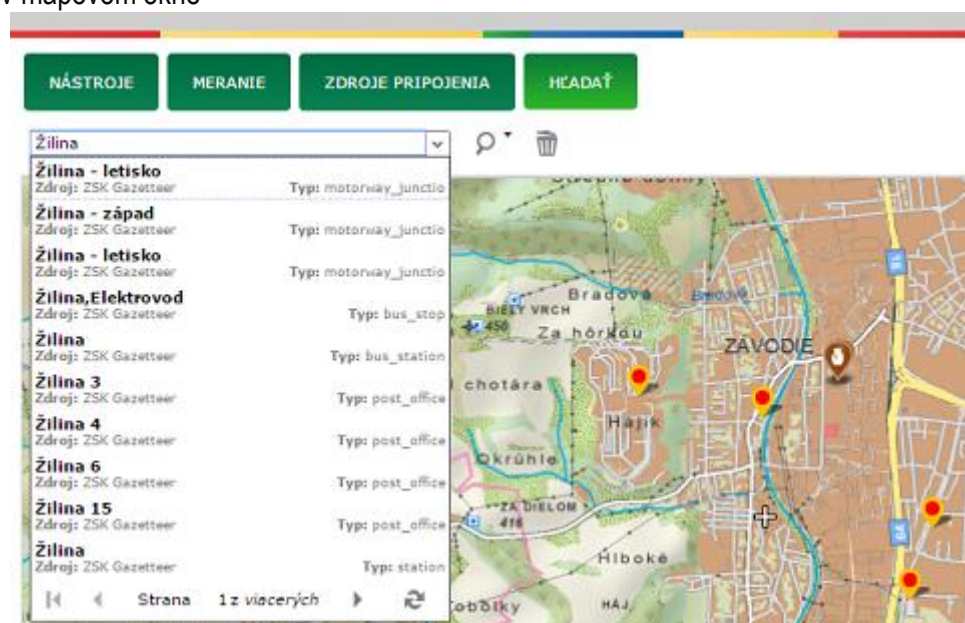 v mapovom okne
NÁSTROJE
MERANIE
ZDROJE PRIPOJENIA
HĽADAŤ
Žilina
Žilina - letisko
Zdroj: ZSK Gazetteer Typ: motorway_junctio
Žilina - západ
Zdroj: ZSK Gazetteer Typ: motorway_junctio
Žilina - letisko
Zdroj: ZSK Gazetteer Typ: motorway_junctio
Žilina,Elektrovod
Zdroj: ZSK Gazetteer Typ: bus_stop
Žilina
Zdroj: ZSK Gazetteer Typ: bus_station
Žilina 3
Zdroj: ZSK Gazetteer Typ: post_office
Žilina 4
Zdroj: ZSK Gazetteer Typ: post_office
Žilina 6
Zdroj: ZSK Gazetteer Typ: post_office
Žilina 15
Zdroj: ZSK Gazetteer Typ: post_office
Žilina
Zdroj: ZSK Gazetteer Typ: station
Strana 1 z viacerých
Bradová
BIELY VRCH
450
Za hôrkou
ZÁVODIE
chotára
Hájik
Okrúhle
ZA DIELOM
416
Hlboké
HÁJ
64